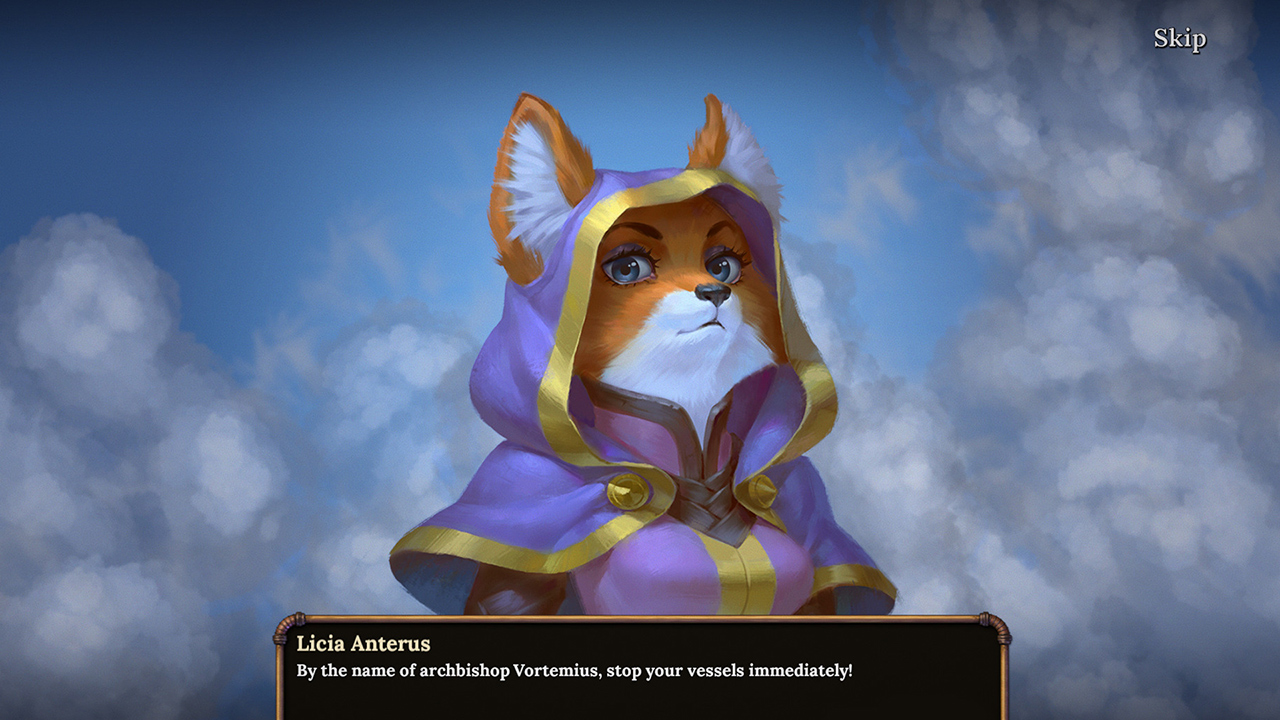 Skip
Licia Anterus
By the name of archbishop Vortemius, stop your vessels immediately!